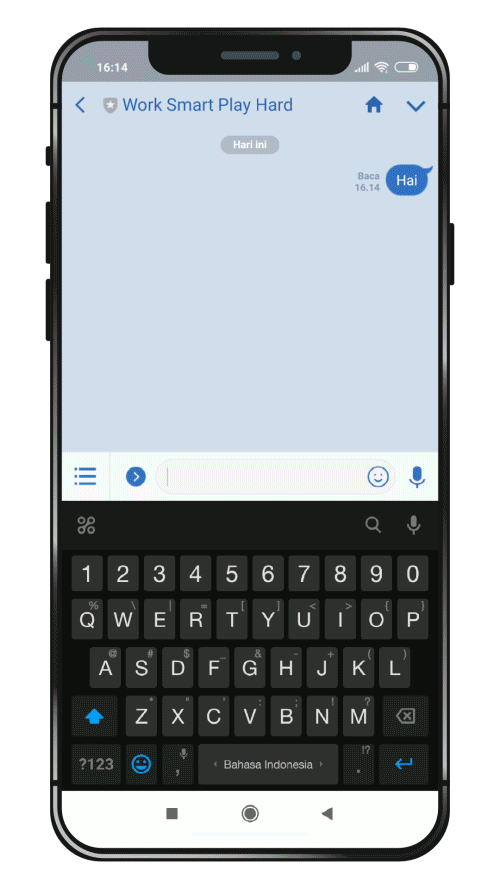 16:14
Work Smart Play Hard
Hari ini
Baca
16.14
Hai
1 2 3 4 5 6 7 8 9 0
% \ | = [ ] < > { }
Q W E R T Y U I O P
@ # $ _ & - + ( )
A S D F G H J K L
* " ' : ; ! ?
Z X C V B N M
?123 , Bahasa Indonesia . !?